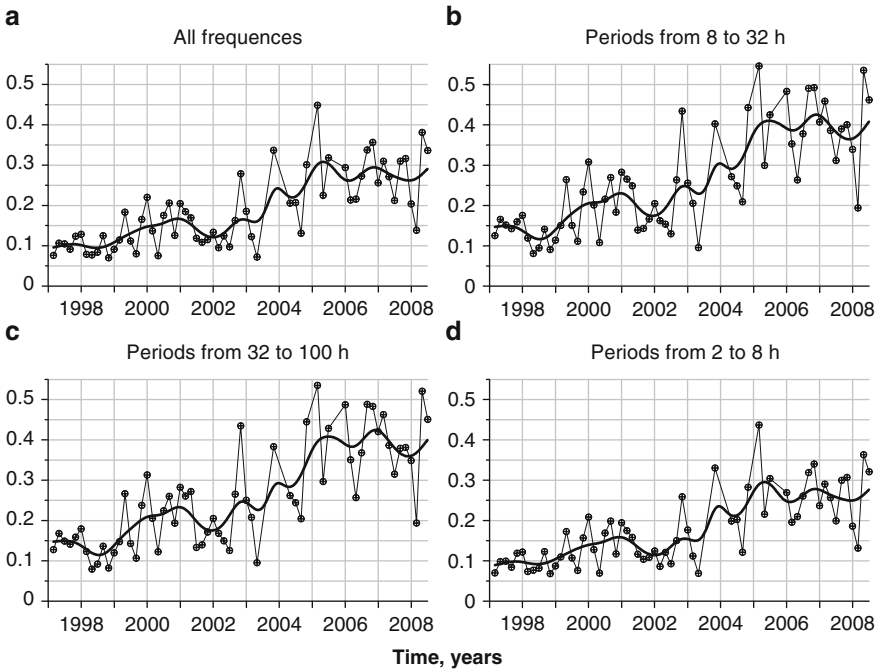 a
All frequences
0.5
0.4
0.3
0.2
0.1
0
1998 2000 2002 2004 2006 2008
b
Periods from 8 to 32 h
0.5
0.4
0.3
0.2
0.1
0
1998 2000 2002 2004 2006 2008
c
Periods from 32 to 100 h
0.5
0.4
0.3
0.2
0.1
0
1998 2000 2002 2004 2006 2008
d
Periods from 2 to 8 h
0.5
0.4
0.3
0.2
0.1
0
1998 2000 2002 2004 2006 2008
Time, years